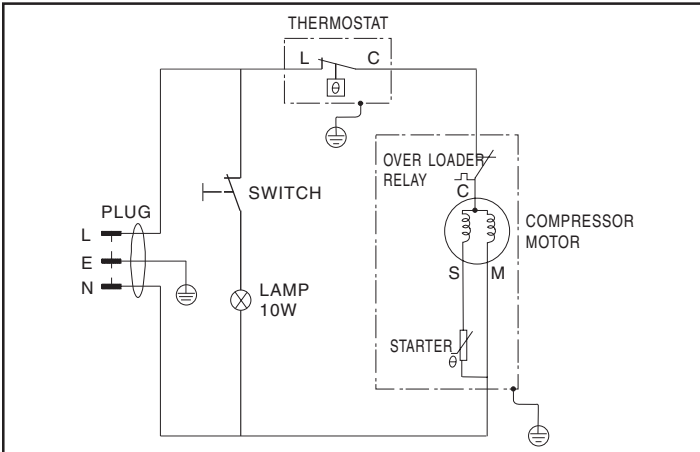 THERMOSTAT
L C
θ
OVER LOADER
RELAY
C
SWITCH
PLUG
L
E
N
COMPRESSOR
MOTOR
S M
LAMP
10W
STARTER
θ